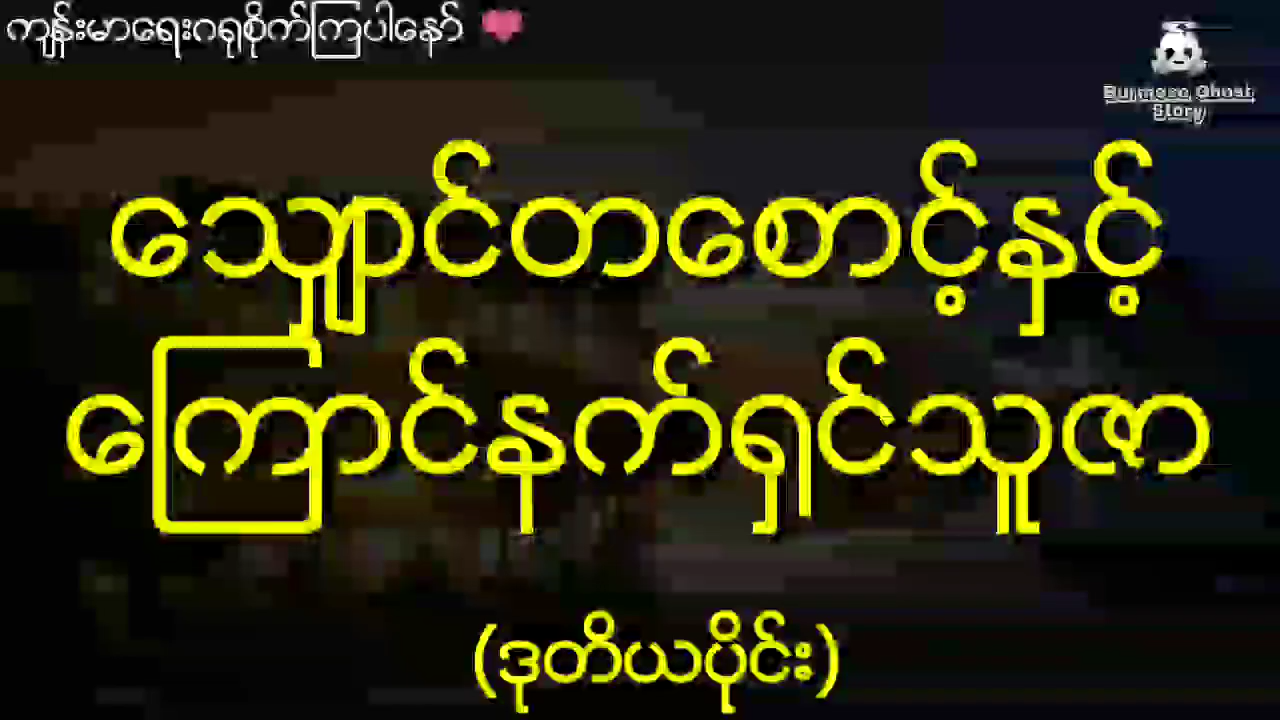 ကျန်းမာရေးဂရုစိုက်ကြပါနော် ❤
Burmese Ghost
Story
သျှောင်တစောင့်နှင့်
ကြောင်နက်ရှင်သူဇာ
(ဒုတိယပိုင်း)